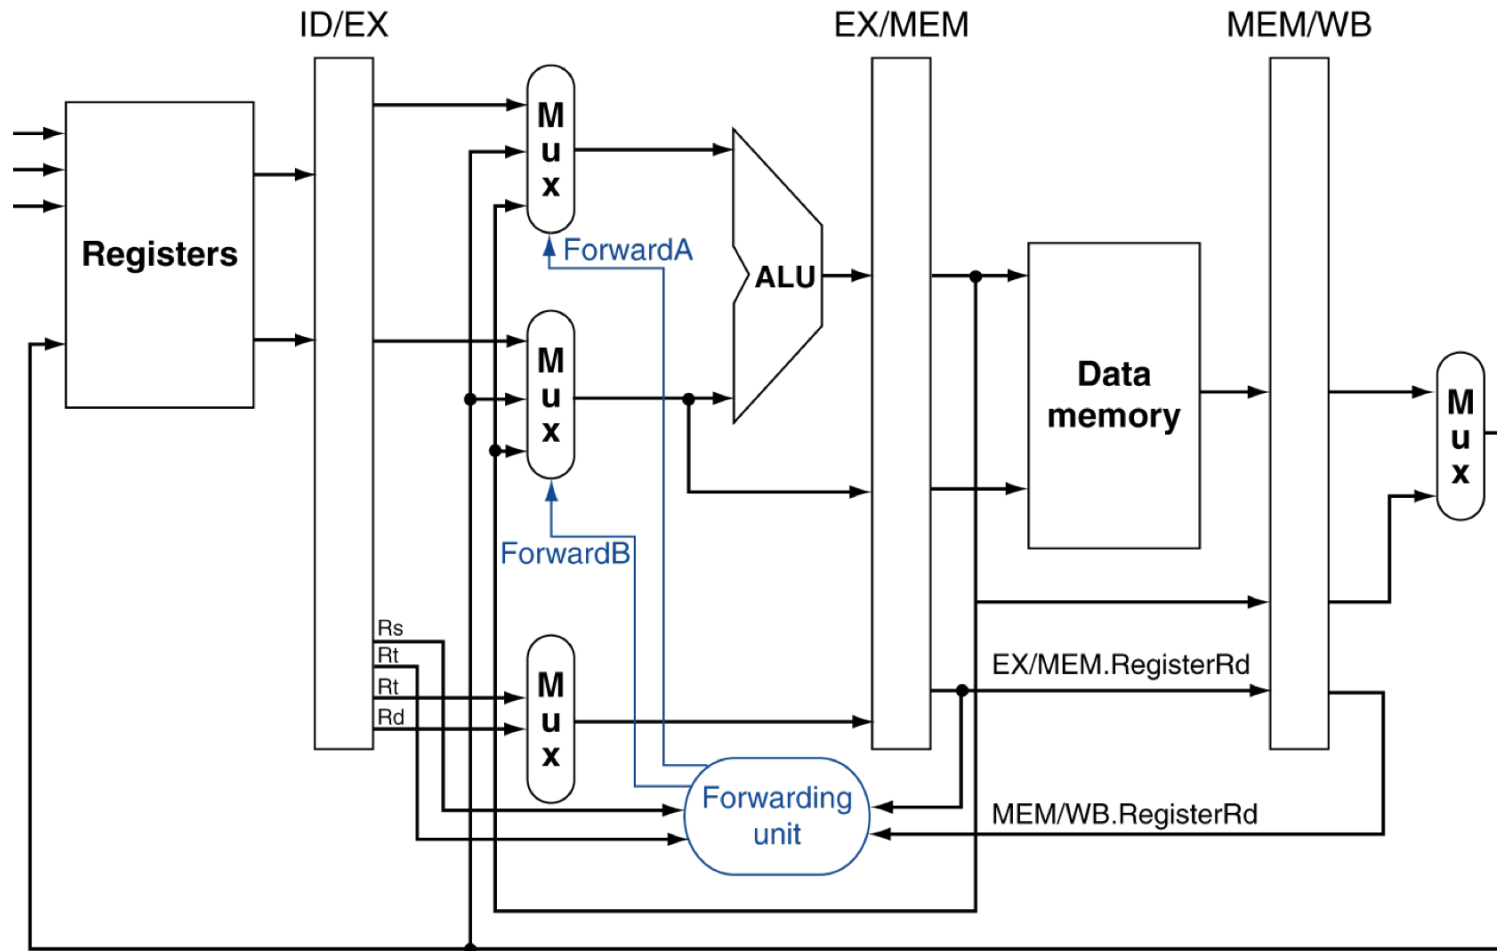 ID/EX
EX/MEM
MEM/WB
M
u
x
Registers
ForwardA
ALU
M
u
x
Data
memory
M
u
x
ForwardB
Rs
Rt
Rt
Rd
M
u
x
EX/MEM.RegisterRd
Forwarding
unit
MEM/WB.RegisterRd